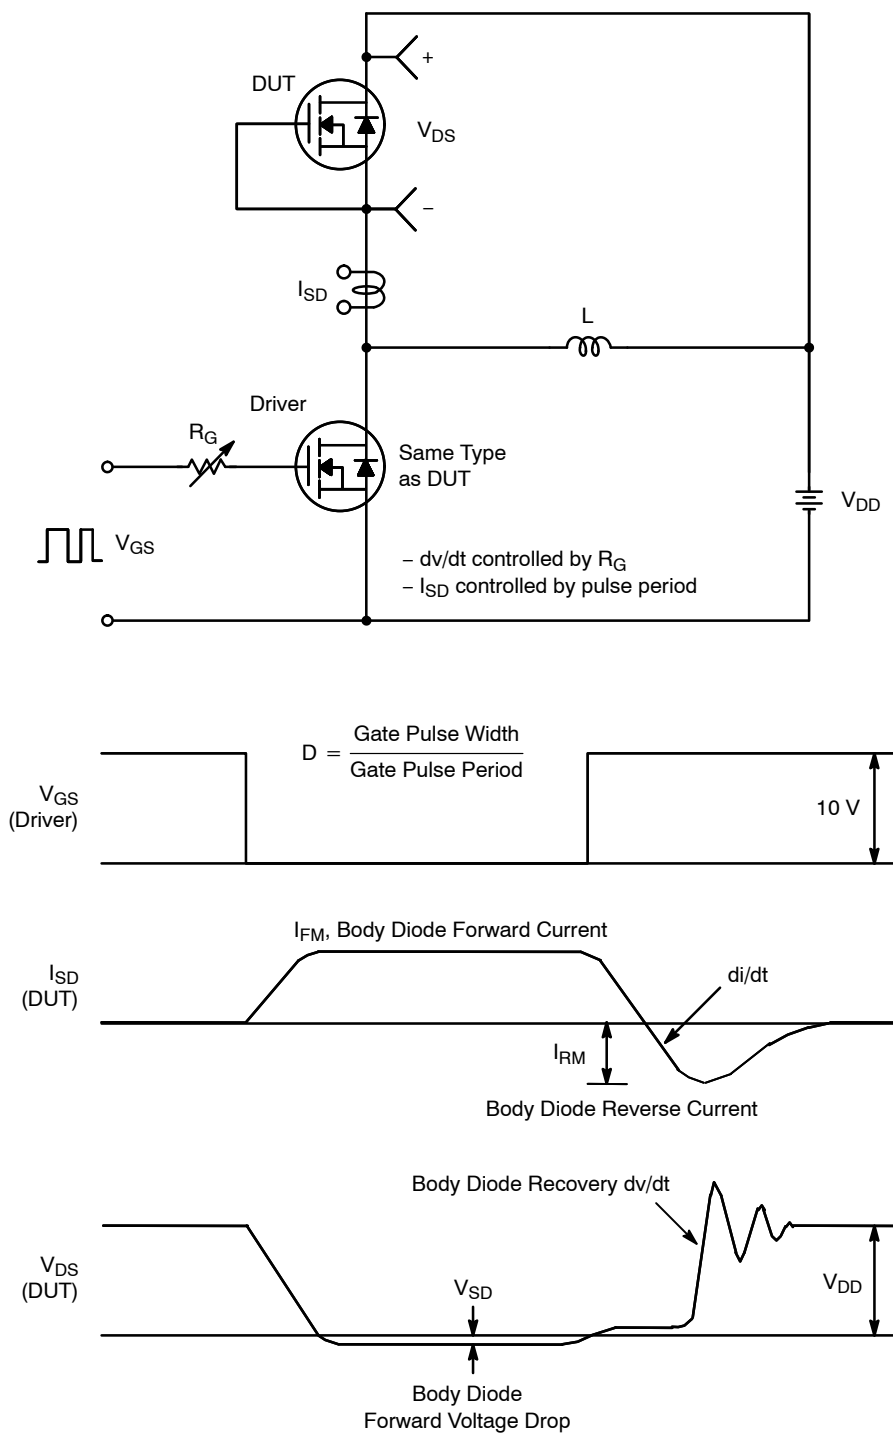 +
DUT
V_DS
−
I_SD
L
Driver
R_G
Same Type
as DUT
V_DD
V_GS
− dv/dt controlled by R_G
− I_SD controlled by pulse period
D = Gate Pulse Width / Gate Pulse Period
V_GS
(Driver)
10 V
I_FM, Body Diode Forward Current
I_SD
(DUT)
di/dt
I_RM
Body Diode Reverse Current
Body Diode Recovery dv/dt
V_DS
(DUT)
V_SD
V_DD
Body Diode
Forward Voltage Drop